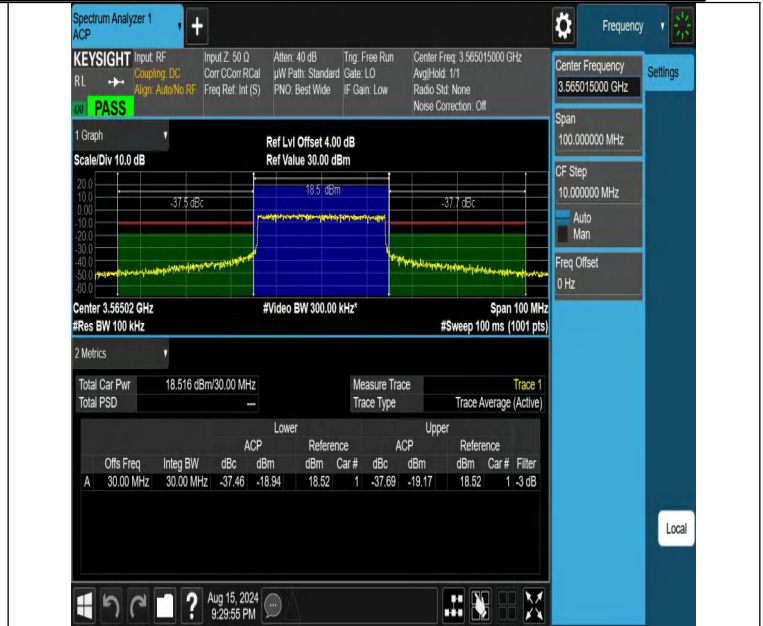 Spectrum Analyzer 1
ACP
+
Frequency
KEYSIGHT Input: RF Input Z: 50 Ω Atten: 40 dB Trig: Free Run Center Freq: 3.565015000 GHz
RL Coupling: DC Corr CCorr RCal µW Path: Standard Gate: LO Avg|Hold: 1/1
Align: Auto/No RF Freq Ref: Int (S) PNO: Best Wide IF Gain: Low Radio Std: None
PASS Noise Correction: Off
Center Frequency
3.565015000 GHz
Settings
Span
100.000000 MHz
CF Step
10.000000 MHz
Auto
Man
Freq Offset
0 Hz
Local
1 Graph
Ref Lvl Offset 4.00 dB
Scale/Div 10.0 dB Ref Value 30.00 dBm
20.0
10.0
0.00
-10.0
-20.0
-30.0
-40.0
-50.0
-60.0
-37.5 dBc 18.5 dBm -37.7 dBc
Center 3.56502 GHz #Video BW 300.00 kHz* Span 100 MHz
#Res BW 100 kHz #Sweep 100 ms (1001 pts)
2 Metrics
Total Car Pwr 18.516 dBm/30.00 MHz Measure Trace Trace 1
Total PSD --- Trace Type Trace Average (Active)
Lower Upper
ACP Reference ACP Reference
Offs Freq Integ BW dBc dBm dBm Car # dBc dBm dBm Car # Filter
A 30.00 MHz 30.00 MHz -37.46 -18.94 18.52 1 -37.69 -19.17 18.52 1 -3 dB
? Aug 15, 2024
9:29:55 PM